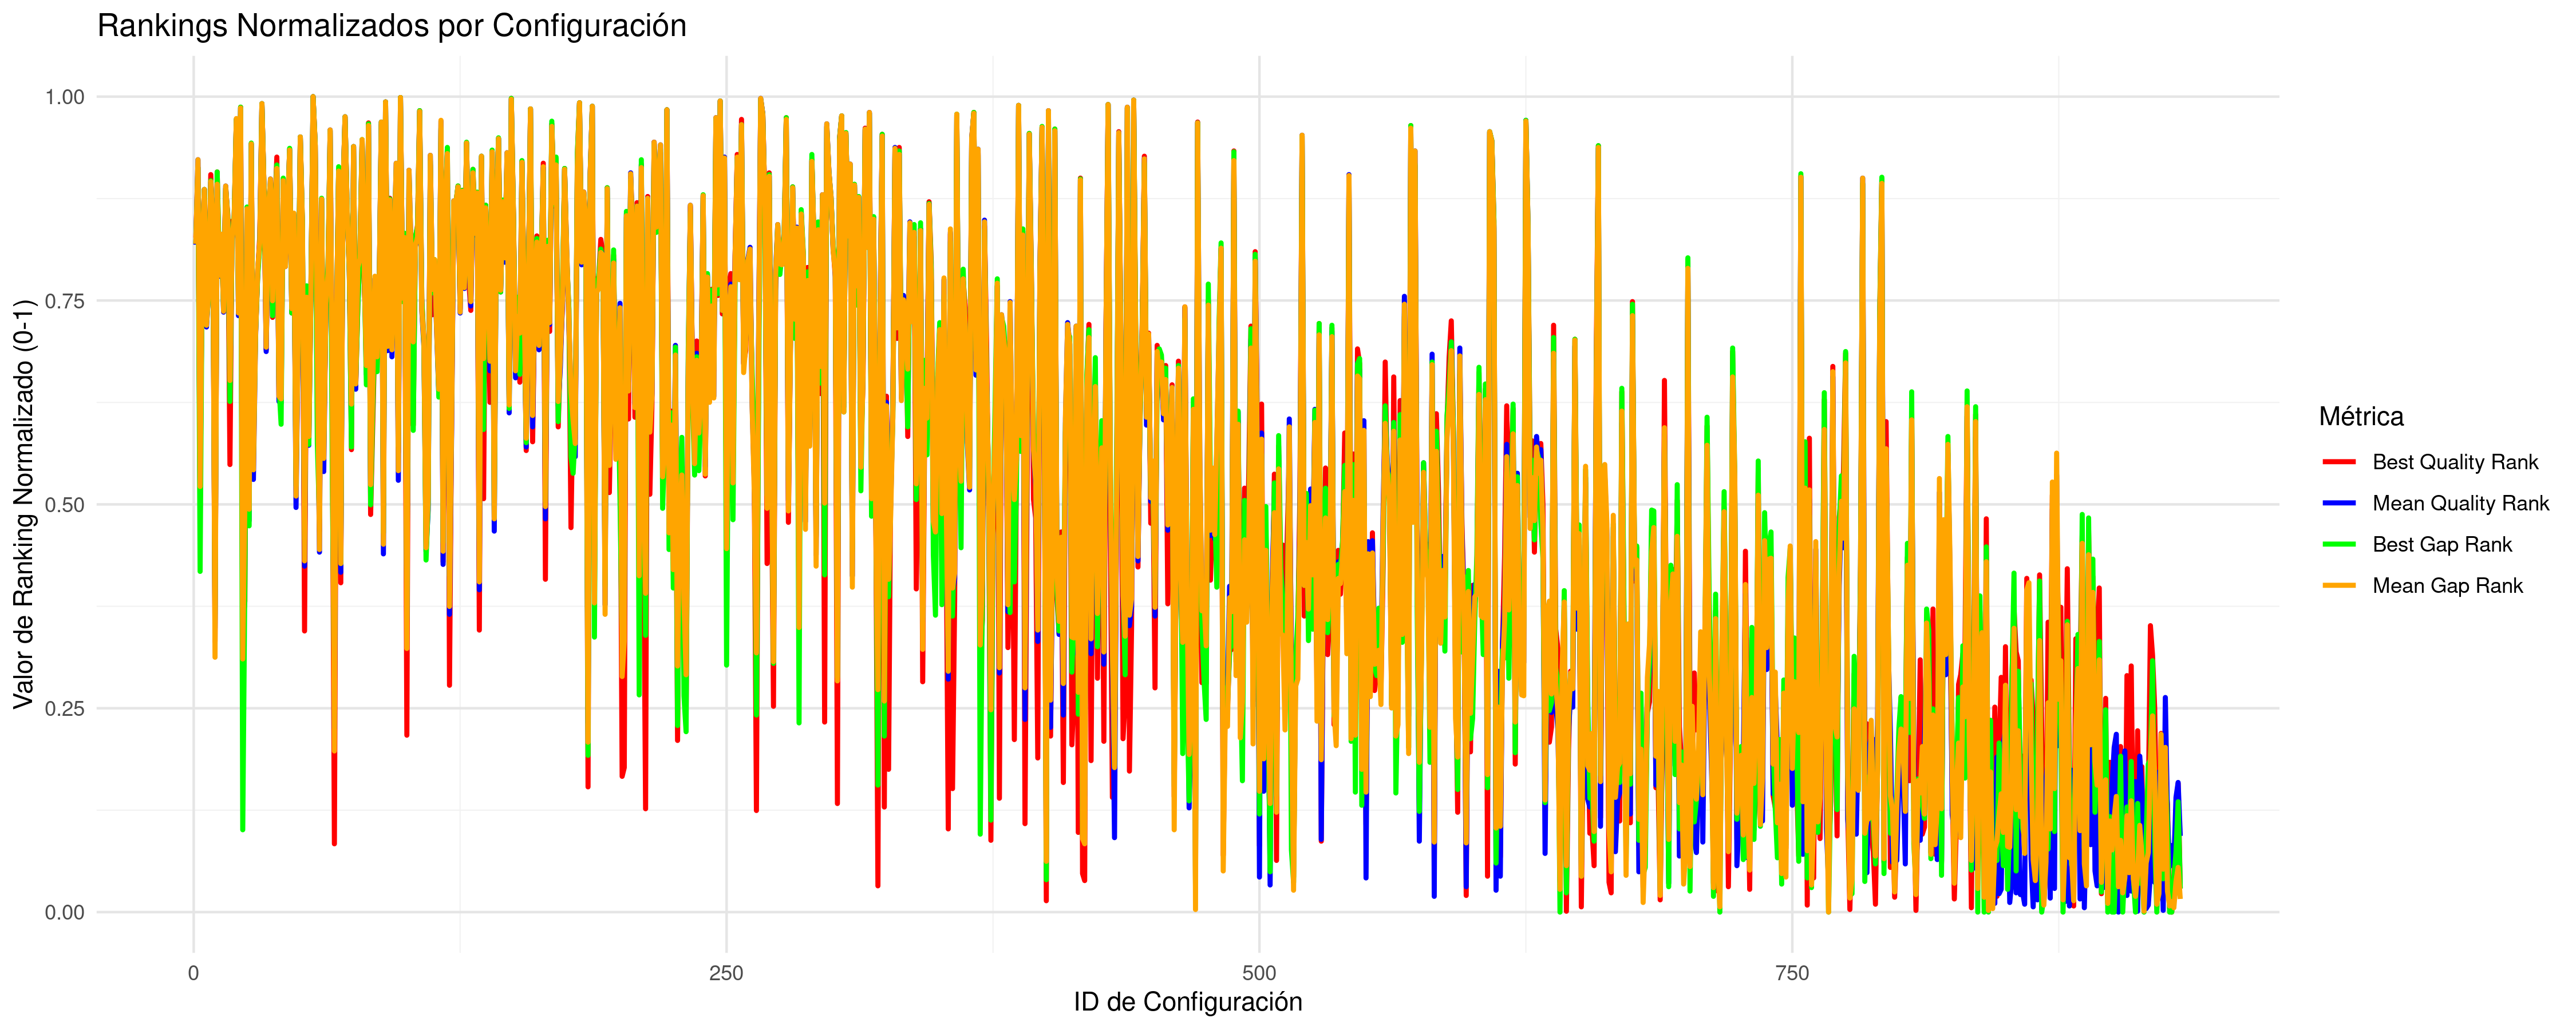 Rankings Normalizados por Configuración
Valor de Ranking Normalizado (0-1)
1.00
0.75
0.50
0.25
0.00
0
250
500
750
ID de Configuración
Métrica
Best Quality Rank
Mean Quality Rank
Best Gap Rank
Mean Gap Rank